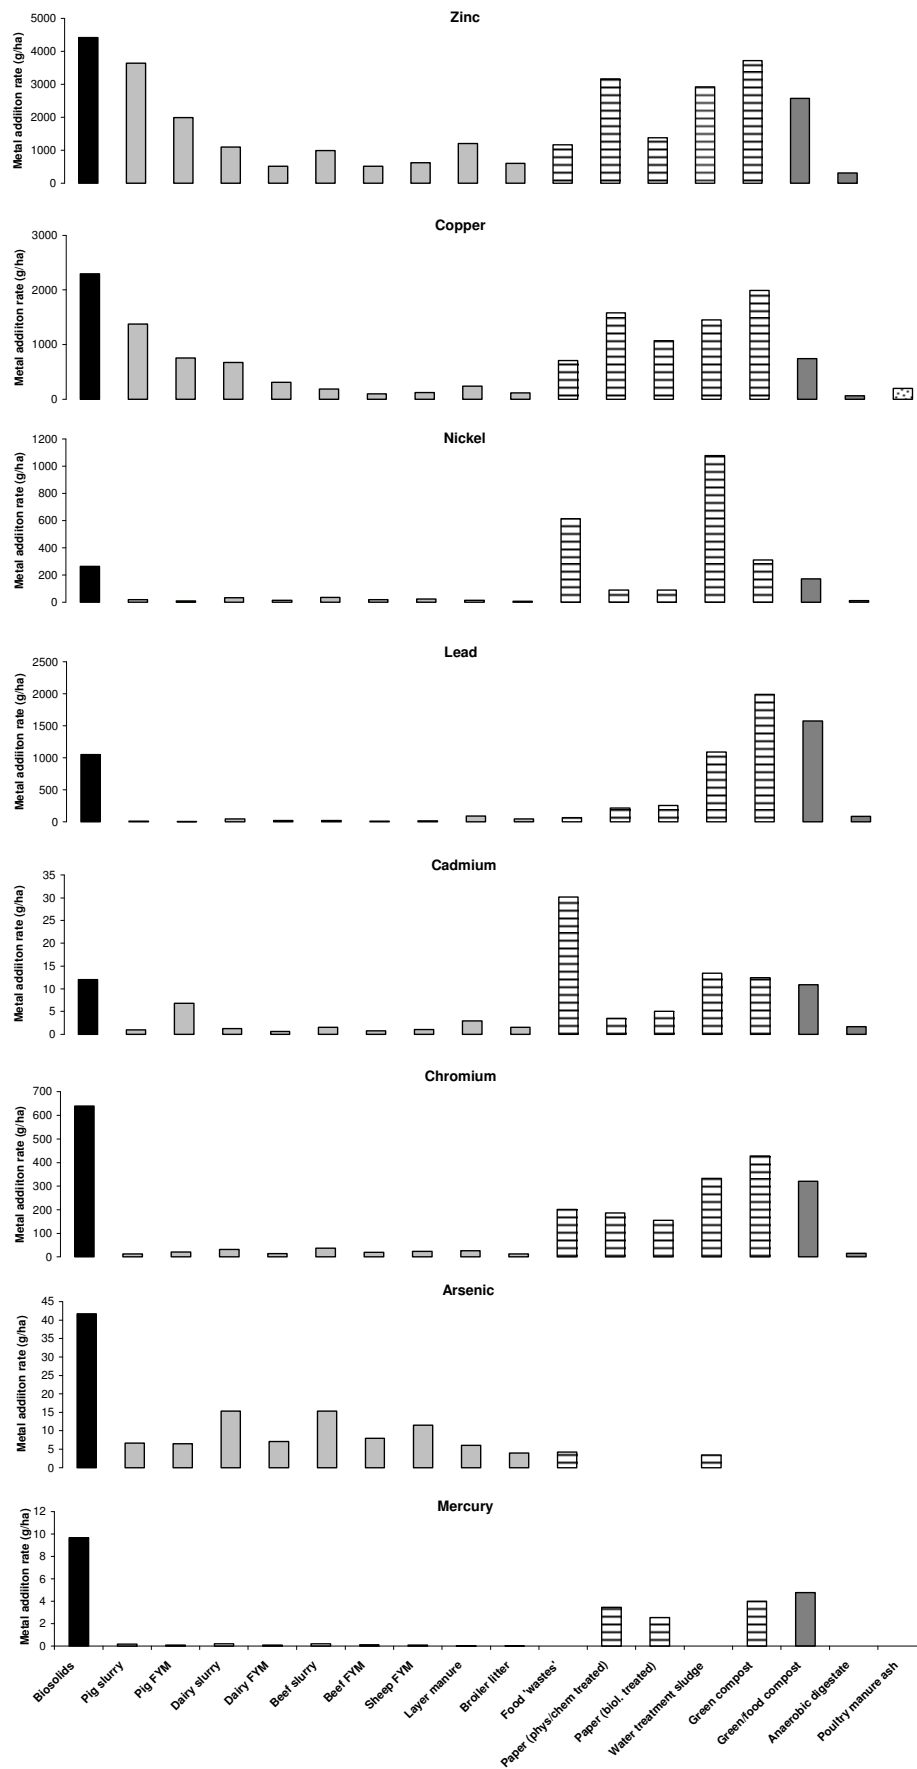 Zinc
Metal addiiton rate (g/ha)
5000
4000
3000
2000
1000
0
Copper
Metal addiiton rate (g/ha)
3000
2000
1000
0
Nickel
Metal addiiton rate (g/ha)
1200
1000
800
600
400
200
0
Lead
Metal addiiton rate (g/ha)
2500
2000
1500
1000
500
0
Cadmium
Metal addiiton rate (g/ha)
35
30
25
20
15
10
5
0
Chromium
Metal addiiton rate (g/ha)
700
600
500
400
300
200
100
0
Arsenic
Metal addiiton rate (g/ha)
45
40
35
30
25
20
15
10
5
0
Mercury
Metal addiiton rate (g/ha)
12
10
8
6
4
2
0
Biosolids
Pig slurry
Pig FYM
Dairy slurry
Dairy FYM
Beef slurry
Beef FYM
Sheep FYM
Layer manure
Broiler litter
Food 'wastes'
Paper (phys/chem treated)
Paper (biol. treated)
Water treatment sludge
Green compost
Green/food compost
Anaerobic digestate
Poultry manure ash